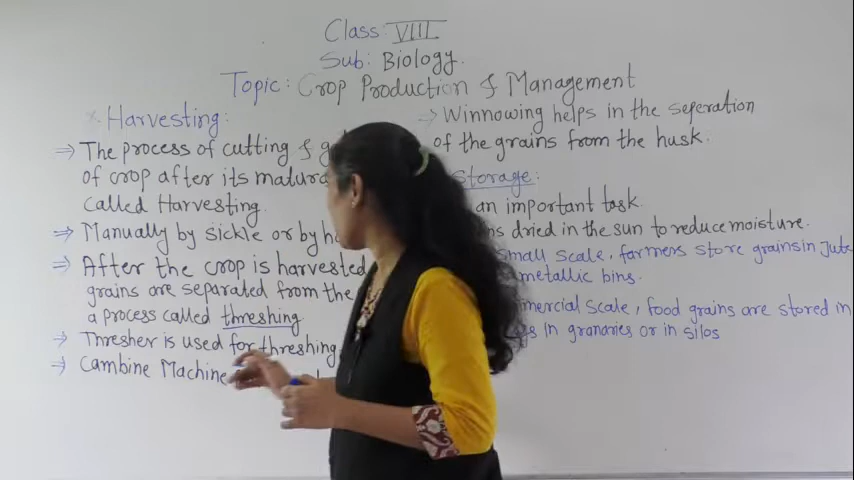 Class: VIII
Sub: Biology.
Topic: Crop Production & Management
Harvesting:
⇒ The process of cutting &
of crop after its
called Harvesting.
⇒ Manually by sickle or by
⇒ After the crop is harvested
grains are separated from the
a process called threshing
⇒ Thresher is used for threshing
⇒ Cambine Machine
⇒ Winnowing helps in the seperation
of the grains from the husk.
Storage:
an important task.
dried in the sun to reduce moisture.
small scale, farmers store grains in Jute
metallic bins.
scale, food grains are stored in
in granaries or in silos